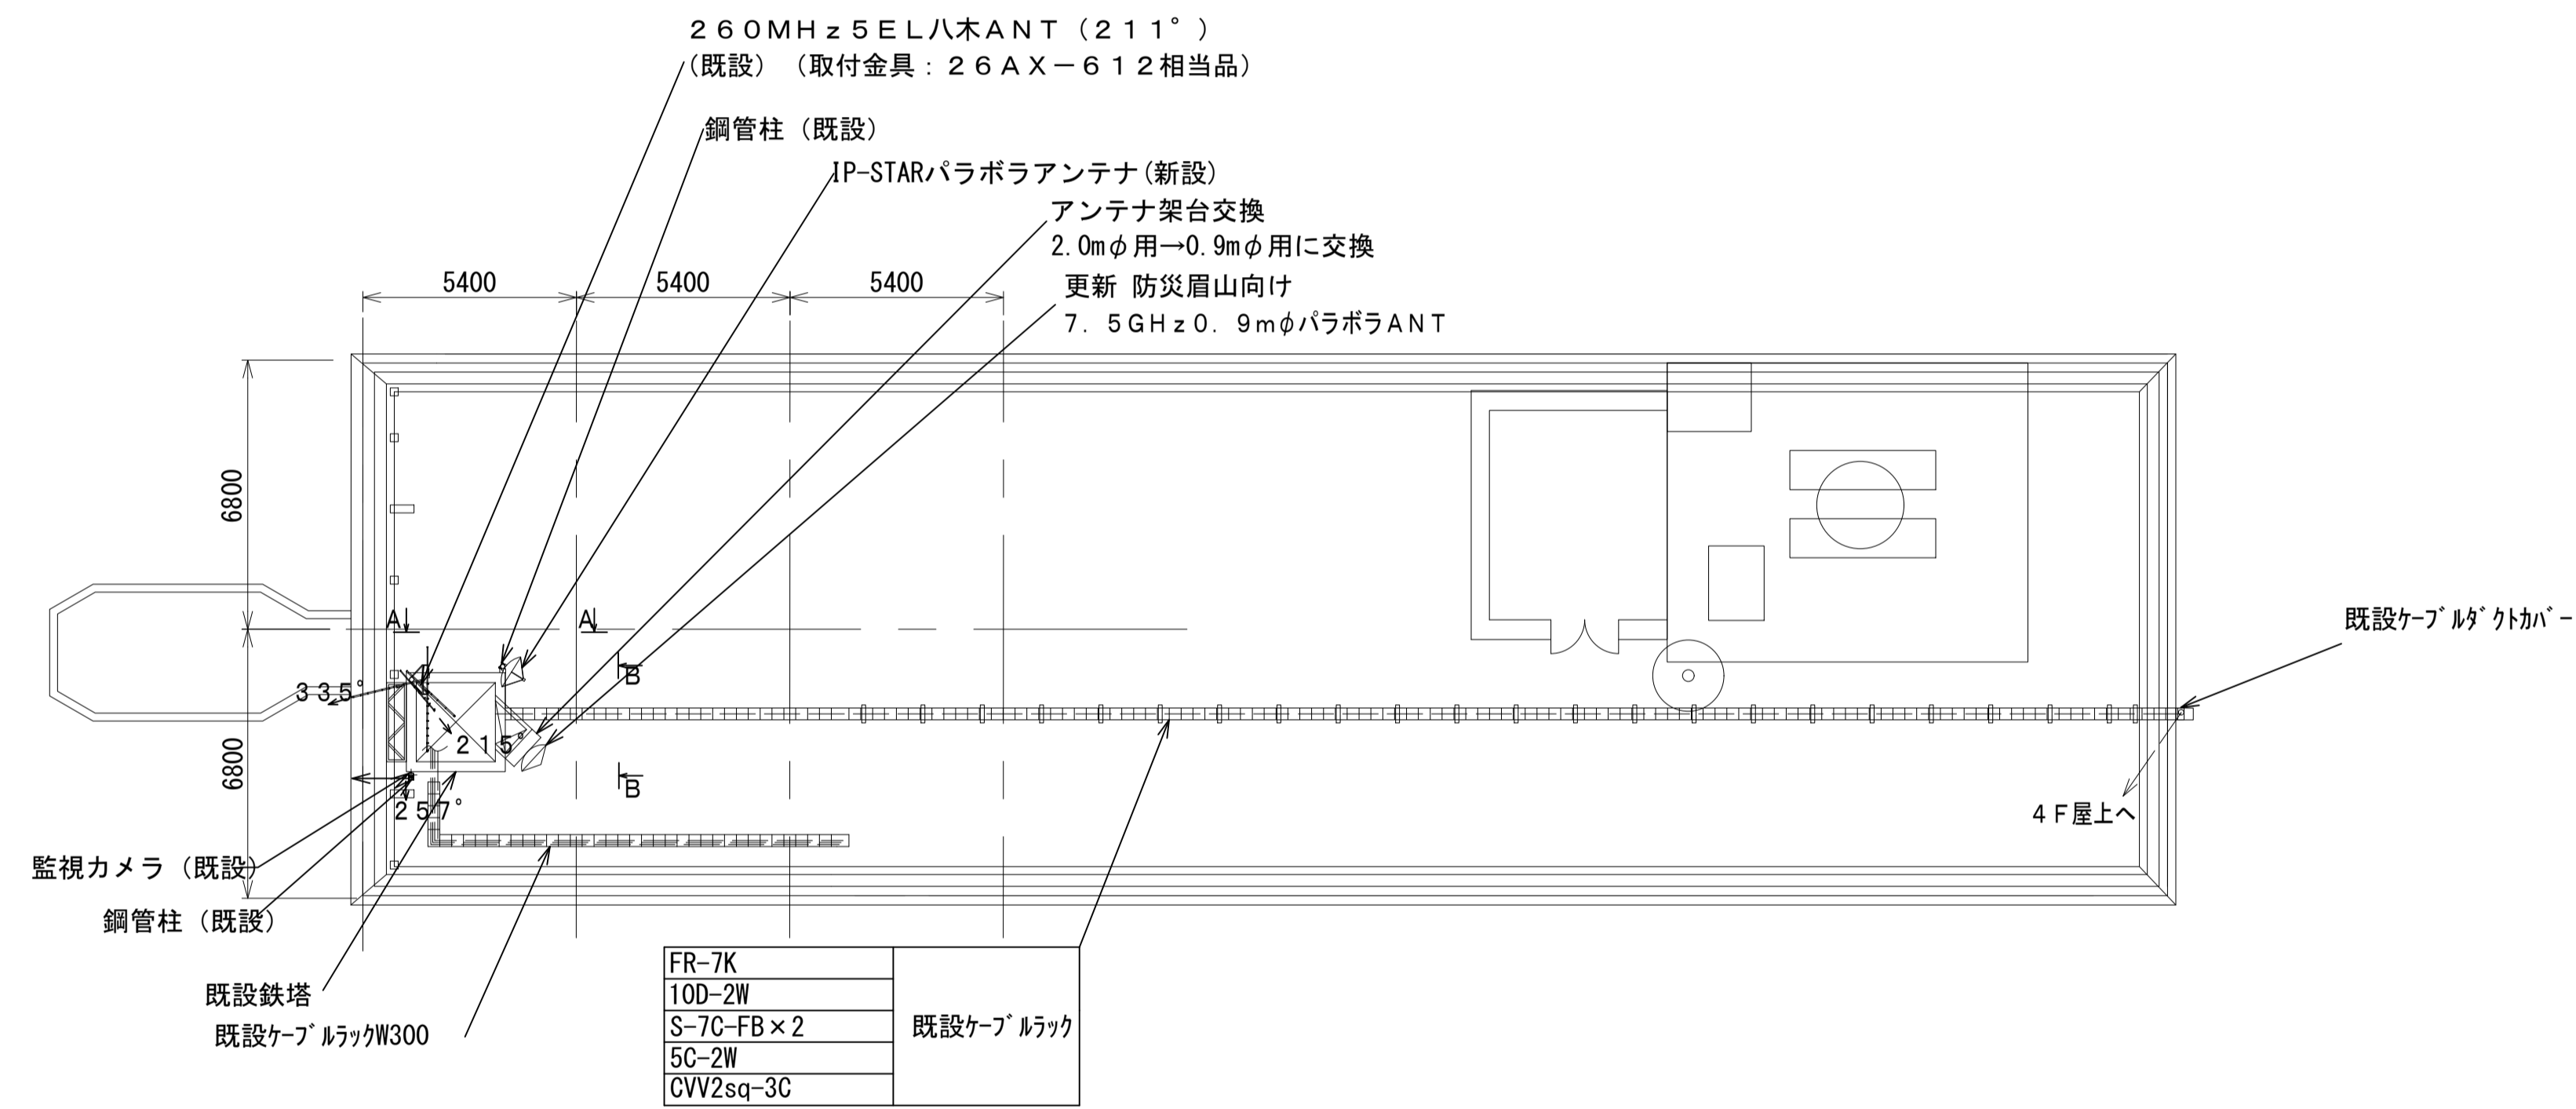 ２６０ＭＨｚ５ＥＬ八木ＡＮＴ（２１１°）
（既設）（取付金具：２６ＡＸ－６１２相当品）
鋼管柱（既設）
IP-STARパラボラアンテナ(新設)
アンテナ架台交換
2.0mφ用→0.9mφ用に交換
更新 防災眉山向け
７．５ＧＨｚ０．９ｍφパラボラＡＮＴ
5400
5400
5400
6800
6800
A
A
B
B
３３５°
２１５°
２５７°
既設ｹｰﾌﾞﾙﾀﾞｸﾄｶﾊﾞｰ
４Ｆ屋上へ
監視カメラ（既設）
鋼管柱（既設）
既設鉄塔
既設ｹｰﾌﾞﾙﾗｯｸW300
FR-7K
10D-2W
S-7C-FB×2
5C-2W
CVV2sq-3C
既設ｹｰﾌﾞﾙﾗｯｸ